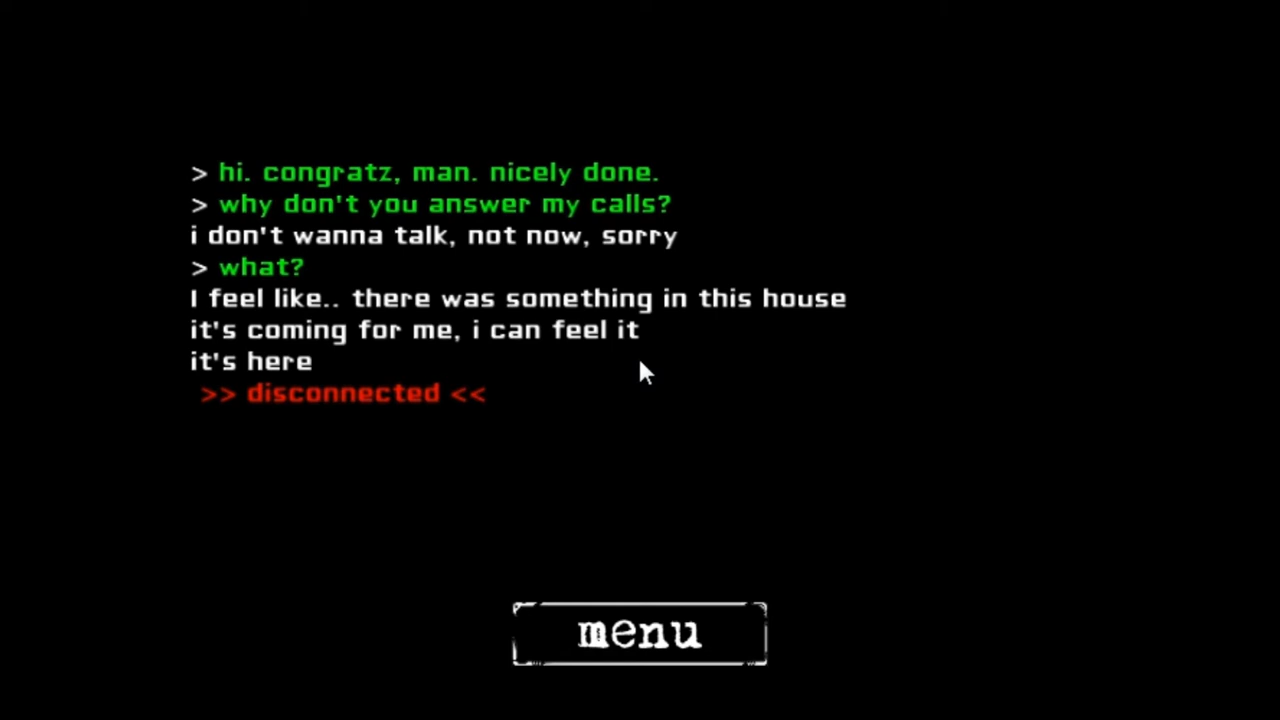 > hi. congratz, man. nicely done.
> why don't you answer my calls?
i don't wanna talk, not now, sorry
> what?
I feel like.. there was something in this house
it's coming for me, i can feel it
it's here
>> disconnected <<
menu